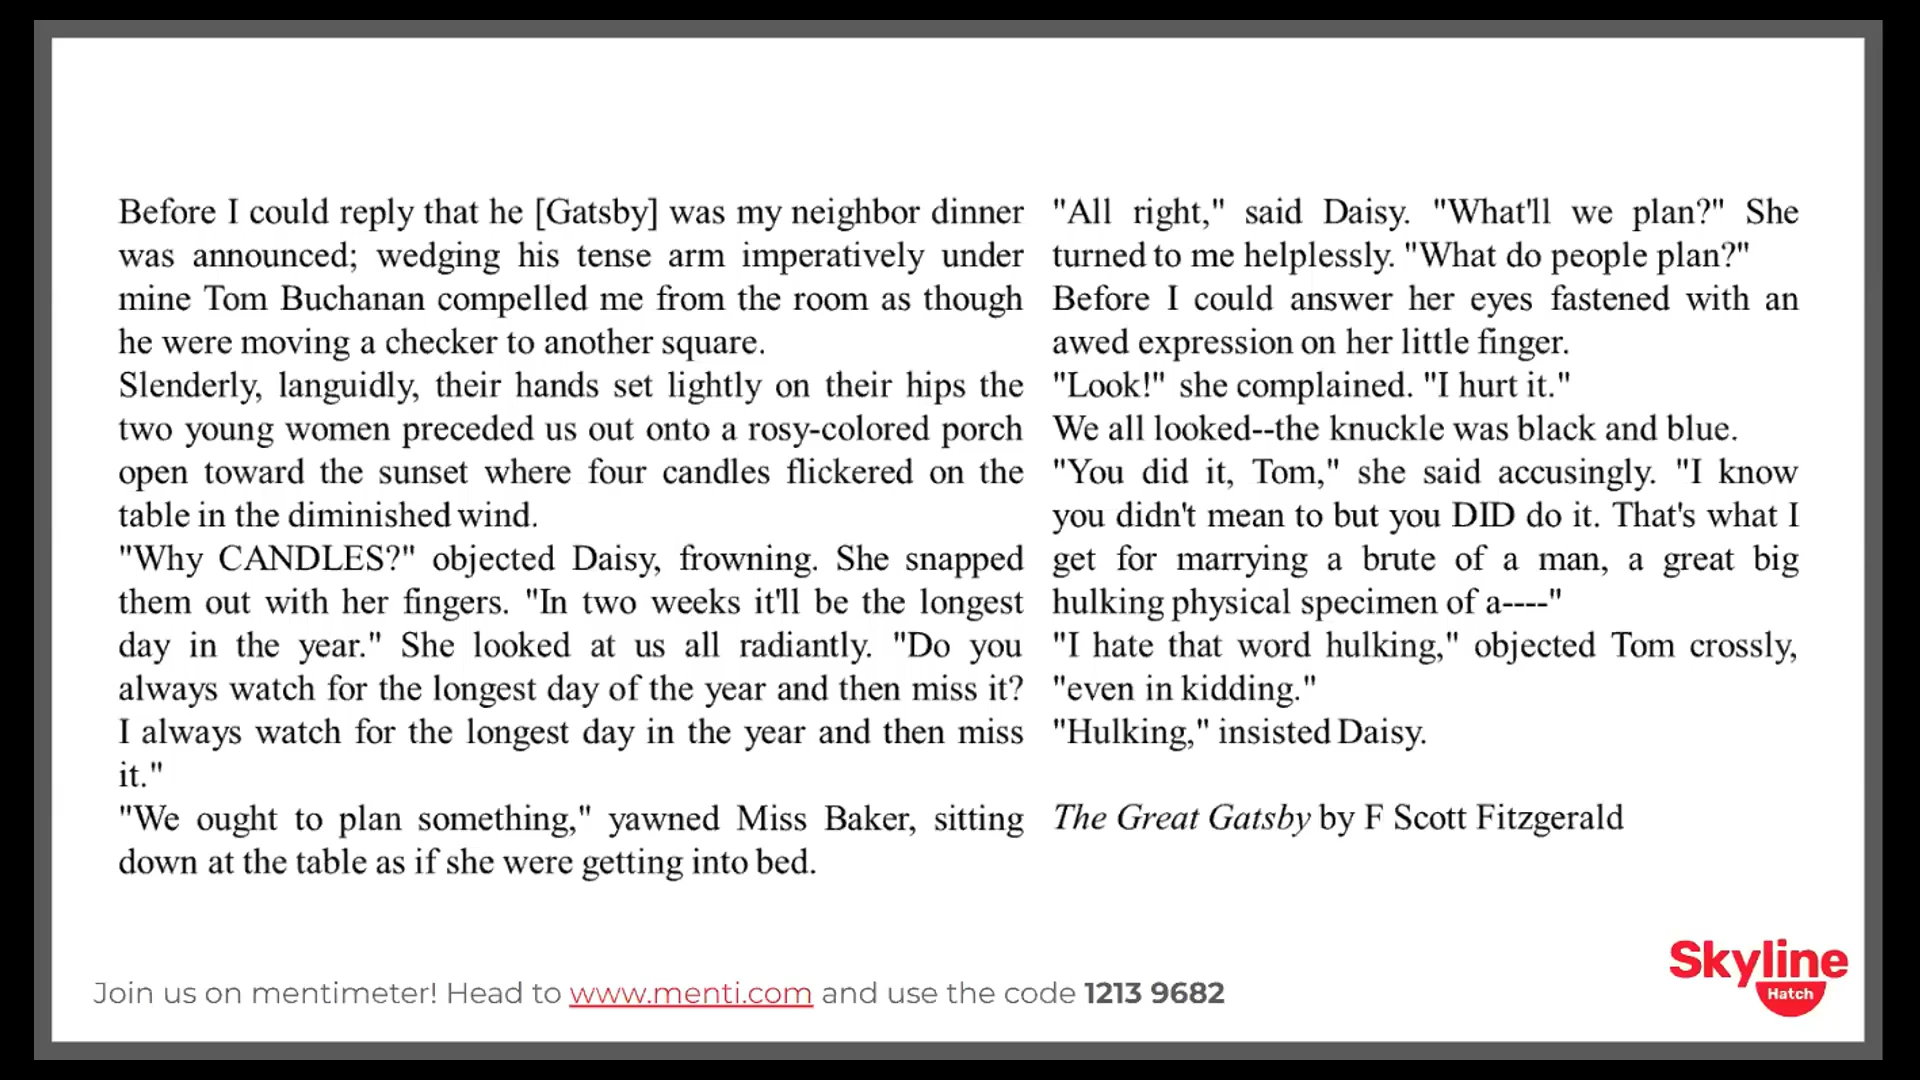 Before I could reply that he [Gatsby] was my neighbor dinner
was announced; wedging his tense arm imperatively under
mine Tom Buchanan compelled me from the room as though
he were moving a checker to another square.
Slenderly, languidly, their hands set lightly on their hips the
two young women preceded us out onto a rosy-colored porch
open toward the sunset where four candles flickered on the
table in the diminished wind.
"Why CANDLES?" objected Daisy, frowning. She snapped
them out with her fingers. "In two weeks it'll be the longest
day in the year." She looked at us all radiantly. "Do you
always watch for the longest day of the year and then miss it?
I always watch for the longest day in the year and then miss
it."
"We ought to plan something," yawned Miss Baker, sitting
down at the table as if she were getting into bed.
"All right," said Daisy. "What'll we plan?" She
turned to me helplessly. "What do people plan?"
Before I could answer her eyes fastened with an
awed expression on her little finger.
"Look!" she complained. "I hurt it."
We all looked--the knuckle was black and blue.
"You did it, Tom," she said accusingly. "I know
you didn't mean to but you DID do it. That's what I
get for marrying a brute of a man, a great big
hulking physical specimen of a----"
"I hate that word hulking," objected Tom crossly,
"even in kidding."
"Hulking," insisted Daisy.
The Great Gatsby by F Scott Fitzgerald
Join us on mentimeter! Head to www.menti.com and use the code 1213 9682
Skyline
Hatch